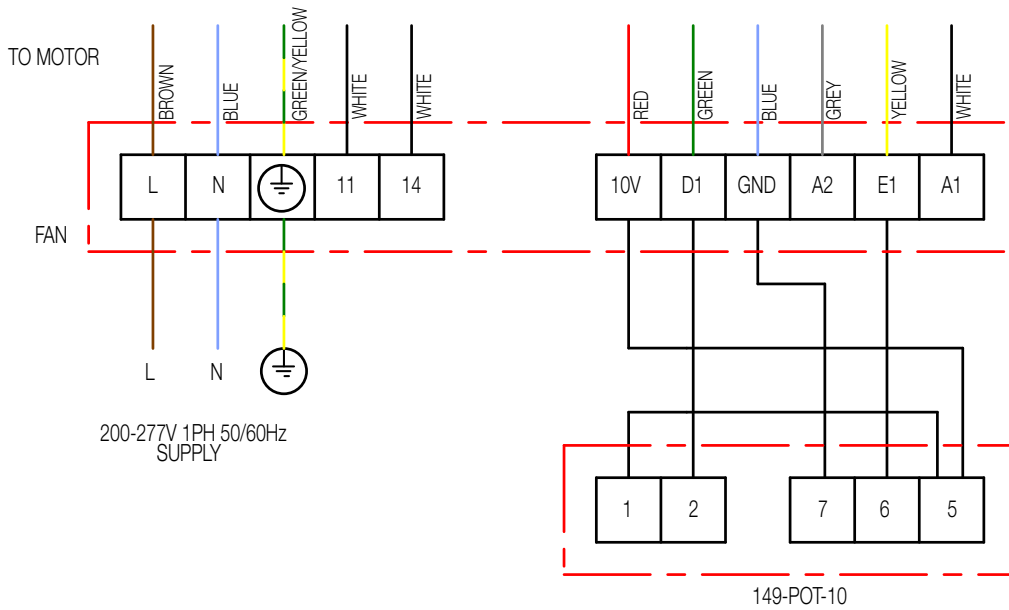 TO MOTOR
BROWN
BLUE
GREEN/YELLOW
WHITE
WHITE
RED
GREEN
BLUE
GREY
YELLOW
WHITE
L
N
11
14
10V
D1
GND
A2
E1
A1
FAN
L
N
200-277V 1PH 50/60Hz
SUPPLY
1
2
7
6
5
149-POT-10